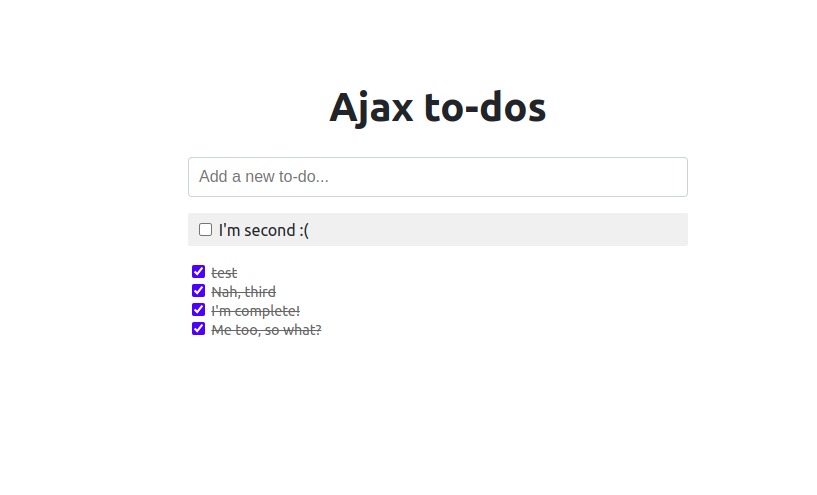 Ajax to-dos
Add a new to-do...
I'm second :(
test
Nah, third
I'm complete!
Me too, so what?